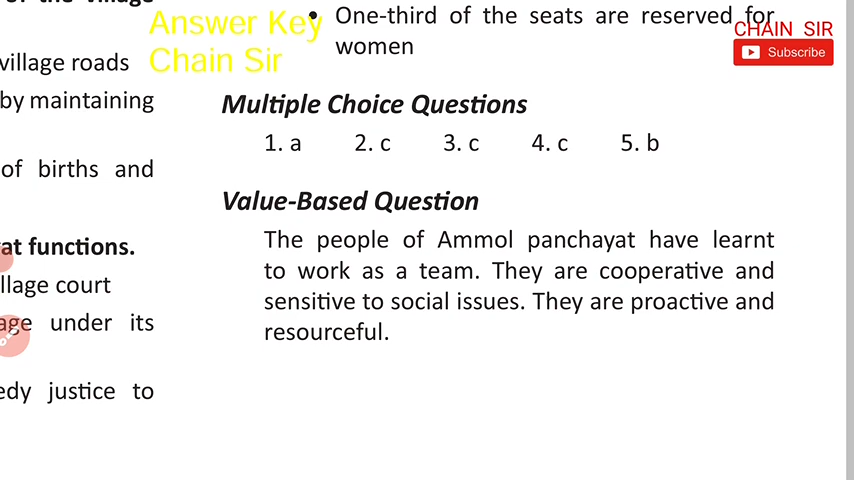 of the village
village roads
by maintaining
of births and
at functions.
llage court
age under its
edy justice to
Answer Key
Chain Sir
• One-third of the seats are reserved for
women
CHAIN SIR
Subscribe
Multiple Choice Questions
1. a 2. c 3. c 4. c 5. b
Value-Based Question
The people of Ammol panchayat have learnt
to work as a team. They are cooperative and
sensitive to social issues. They are proactive and
resourceful.